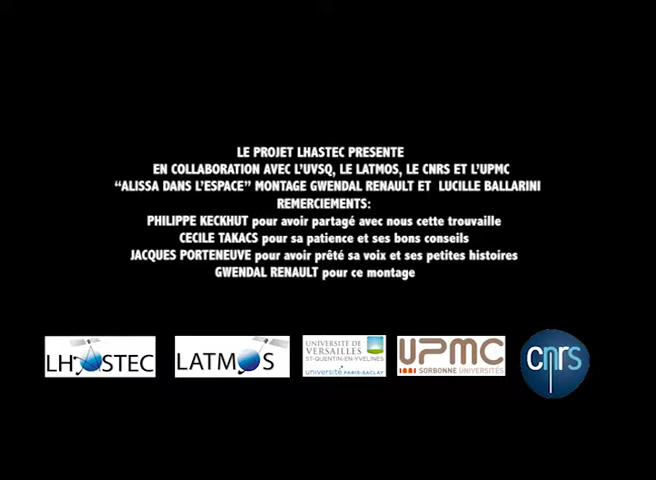 LE PROJET LHASTEC PRESENTE
EN COLLABORATION AVEC L'UVSQ, LE LATMOS, LE CNRS ET L'UPMC
"ALISSA DANS L'ESPACE" MONTAGE GWENDAL RENAULT ET LUCILLE BALLARINI
REMERCIEMENTS:
PHILIPPE KECKHUT pour avoir partagé avec nous cette trouvaille
CECILE TAKACS pour sa patience et ses bons conseils
JACQUES PORTENEUVE pour avoir prêté sa voix et ses petites histoires
GWENDAL RENAULT pour ce montage
LHASTEC
LATMOS
UNIVERSITÉ DE
VERSAILLES
ST-QUENTIN-EN-YVELINES
université PARIS-SACLAY
UPMC
SORBONNE UNIVERSITÉS
cnrs